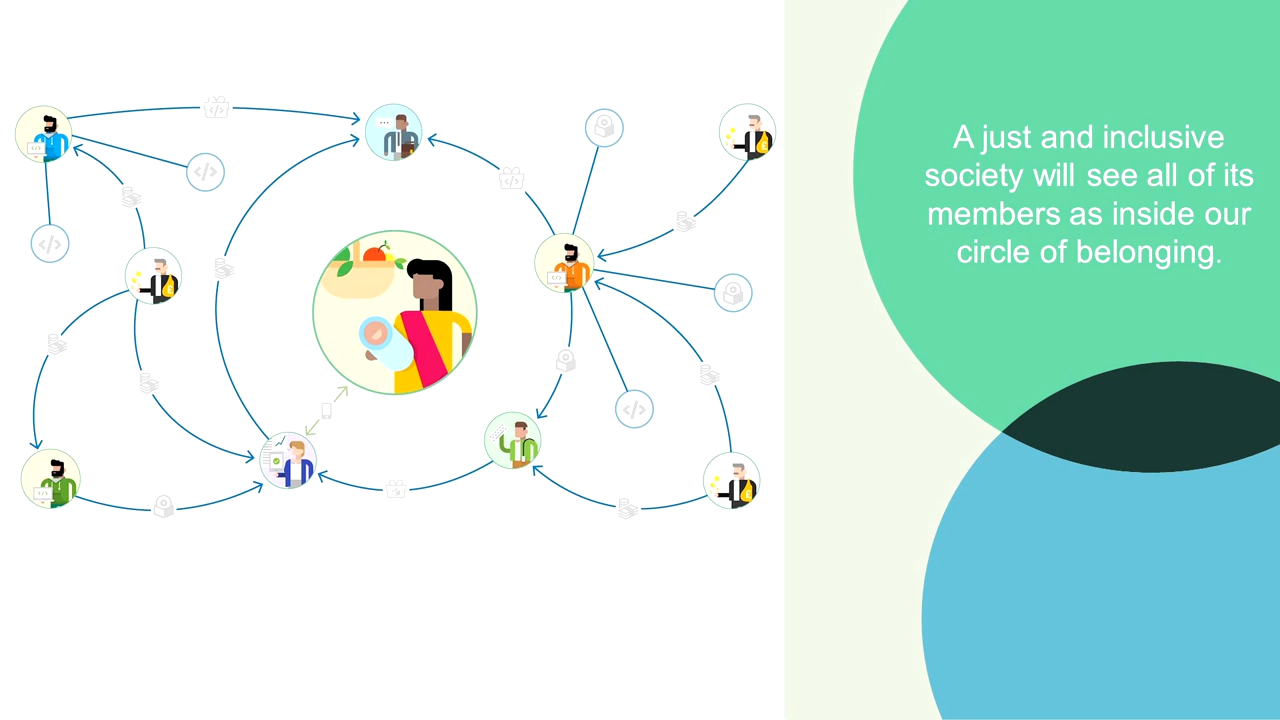 A just and inclusive
society will see all of its
members as inside our
circle of belonging.